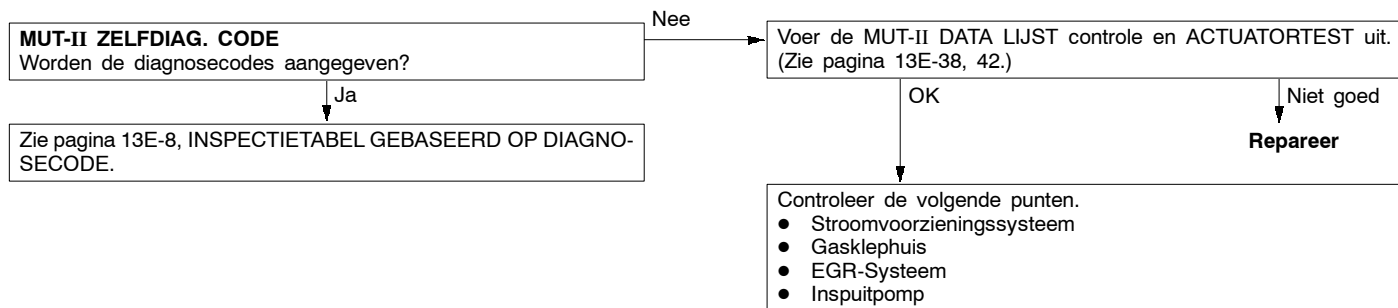 MUT-II ZELFDIAG. CODE
Worden de diagnosecodes aangegeven?
Nee
Voer de MUT-II DATA LIJST controle en ACTUATORTEST uit.
(Zie pagina 13E-38, 42.)
Ja
OK
Niet goed
Zie pagina 13E-8, INSPECTIETABEL GEBASEERD OP DIAGNO-
SECODE.
Repareer
Controleer de volgende punten.
● Stroomvoorzieningssysteem
● Gasklephuis
● EGR-Systeem
● Inspuitpomp